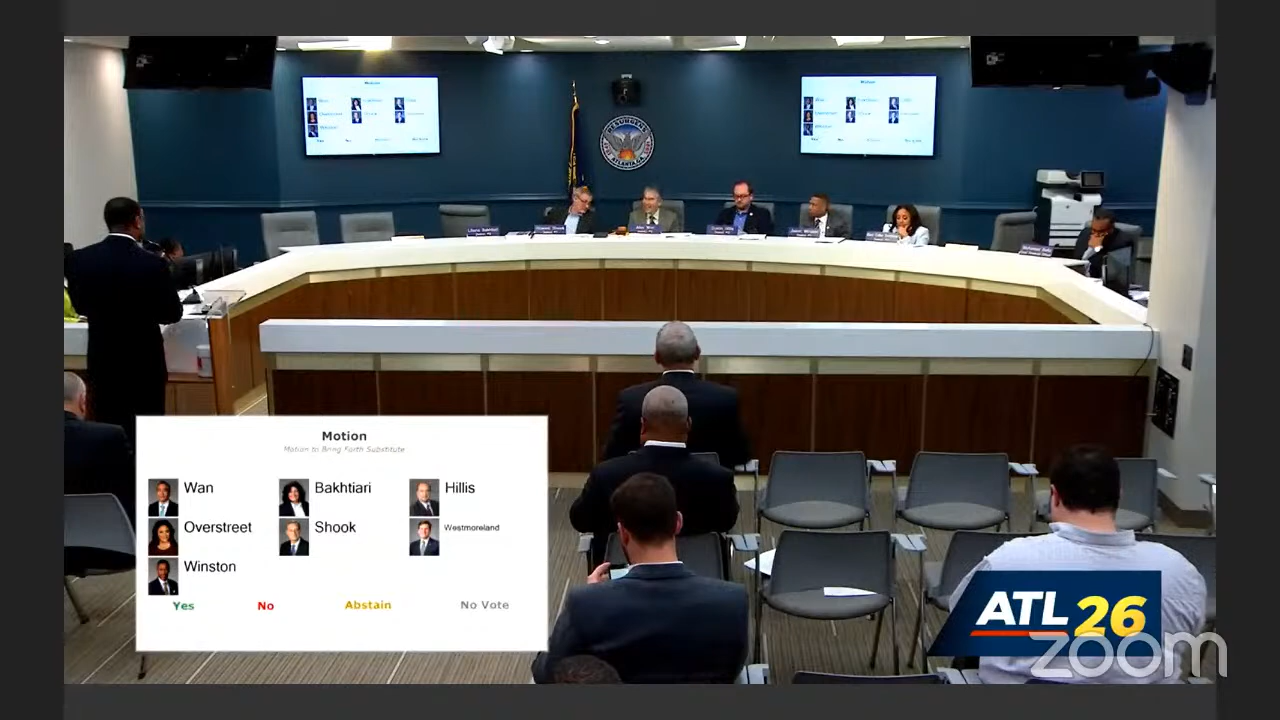 Motion
Motion to Bring Forth Substitute
Wan
Bakhtiari
Hillis
Overstreet
Shook
Westmoreland
Winston
Yes
No
Abstain
No Vote
ATL 26
zoom